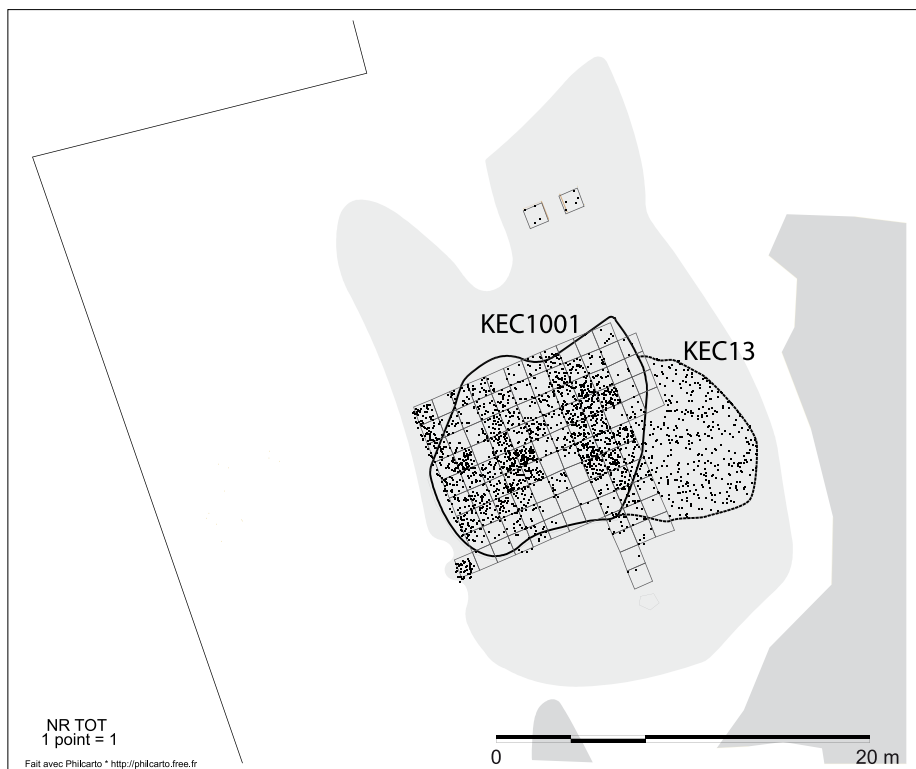 KEC1001
KEC13
NR TOT
1 point = 1
0
20 m
Fait avec Philcarto * http://philcarto.free.fr